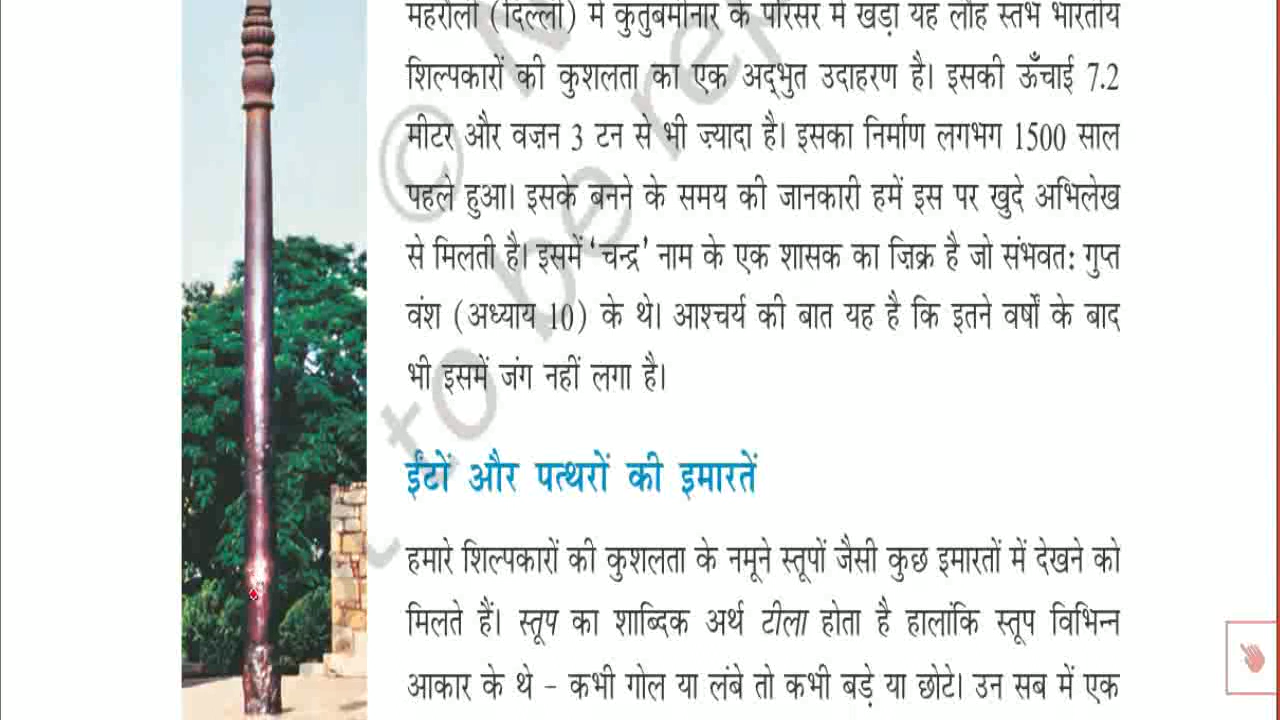 महरौली (दिल्ली) में कुतुबमीनार के परिसर में खड़ा यह लौह स्तंभ भारतीय
शिल्पकारों की कुशलता का एक अद्भुत उदाहरण है। इसकी ऊँचाई 7.2
मीटर और वज़न 3 टन से भी ज़्यादा है। इसका निर्माण लगभग 1500 साल
पहले हुआ। इसके बनने के समय की जानकारी हमें इस पर खुदे अभिलेख
से मिलती है। इसमें ‘चन्द्र’ नाम के एक शासक का ज़िक्र है जो संभवत: गुप्त
वंश (अध्याय 10) के थे। आश्चर्य की बात यह है कि इतने वर्षों के बाद
भी इसमें जंग नहीं लगा है।
ईंटों और पत्थरों की इमारतें
हमारे शिल्पकारों की कुशलता के नमूने स्तूपों जैसी कुछ इमारतों में देखने को
मिलते हैं। स्तूप का शाब्दिक अर्थ टीला होता है हालांकि स्तूप विभिन्न
आकार के थे – कभी गोल या लंबे तो कभी बड़े या छोटे। उन सब में एक